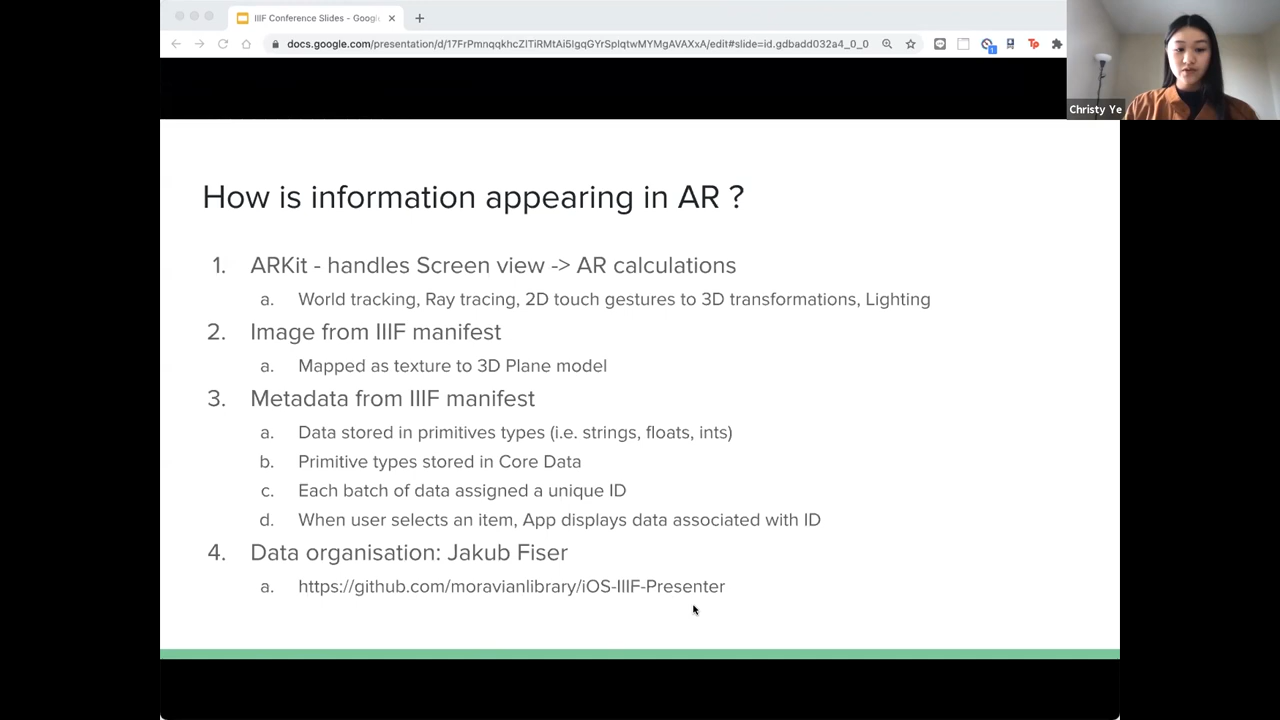 IIIF Conference Slides - Googl
docs.google.com/presentation/d/17FrPmnqqkhcZlTiRMtAi5lgqGYrSplqtwMYMgAVAXxA/edit#slide=id.gdbadd032a4_0_0
1
Tp
Christy Ye
How is information appearing in AR ?
1. ARKit - handles Screen view -> AR calculations
a. World tracking, Ray tracing, 2D touch gestures to 3D transformations, Lighting
2. Image from IIIF manifest
a. Mapped as texture to 3D Plane model
3. Metadata from IIIF manifest
a. Data stored in primitives types (i.e. strings, floats, ints)
b. Primitive types stored in Core Data
c. Each batch of data assigned a unique ID
d. When user selects an item, App displays data associated with ID
4. Data organisation: Jakub Fiser
a. https://github.com/moravianlibrary/iOS-IIIF-Presenter